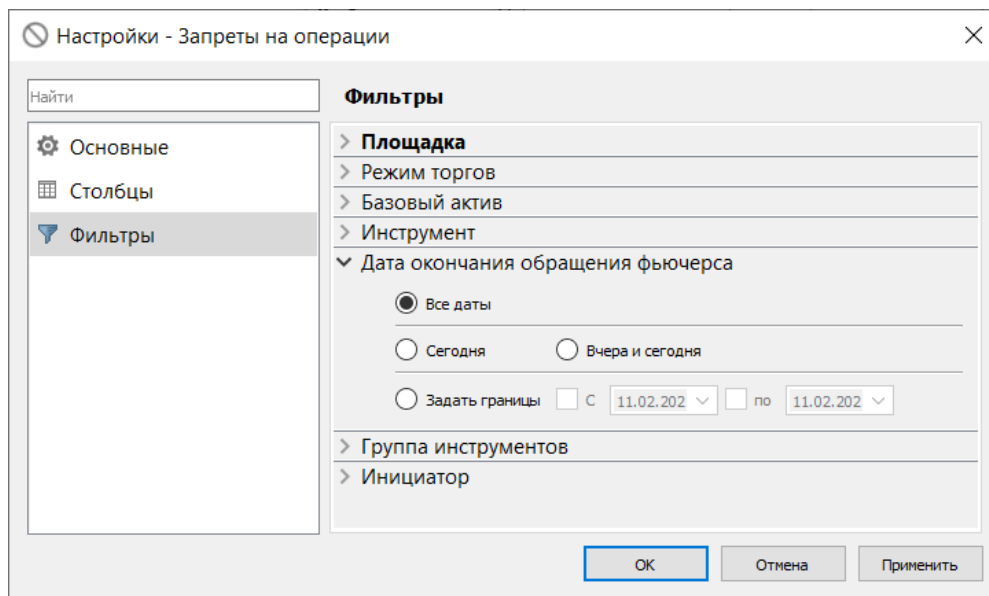 Настройки - Запреты на операции
Найти
Основные
Столбцы
Фильтры
Фильтры
Площадка
Режим торгов
Базовый актив
Инструмент
Дата окончания обращения фьючерса
Все даты
Сегодня Вчера и сегодня
Задать границы С 11.02.202 по 11.02.202
Группа инструментов
Инициатор
OK Отмена Применить